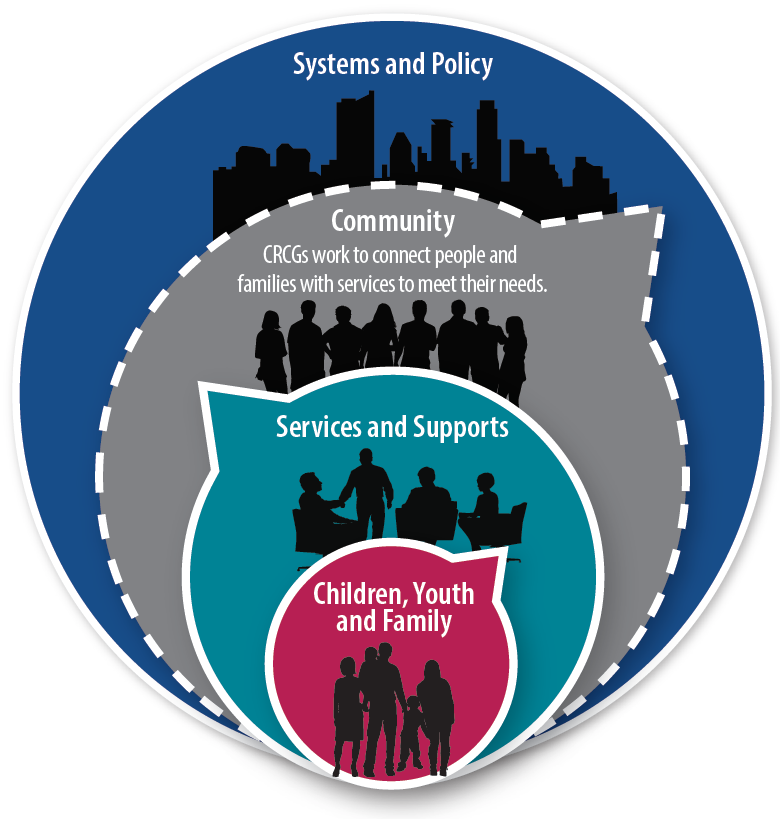 Systems and Policy
Community
CRCGs work to connect people and
families with services to meet their needs.
Services and Supports
Children, Youth
and Family